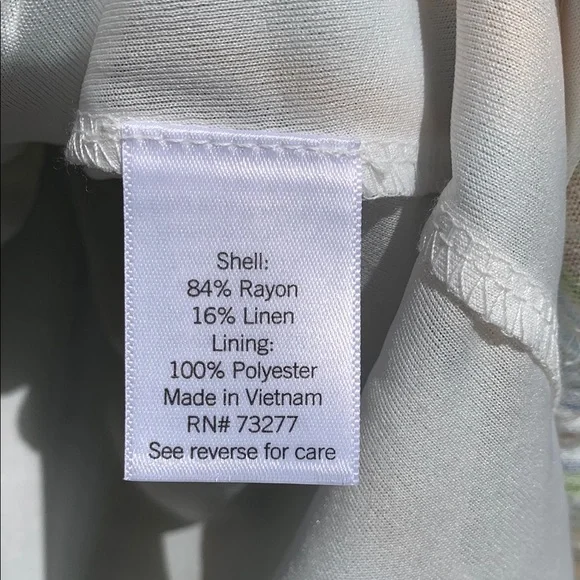 Shell:
84% Rayon
16% Linen
Lining:
100% Polyester
Made in Vietnam
RN# 73277
See reverse for care